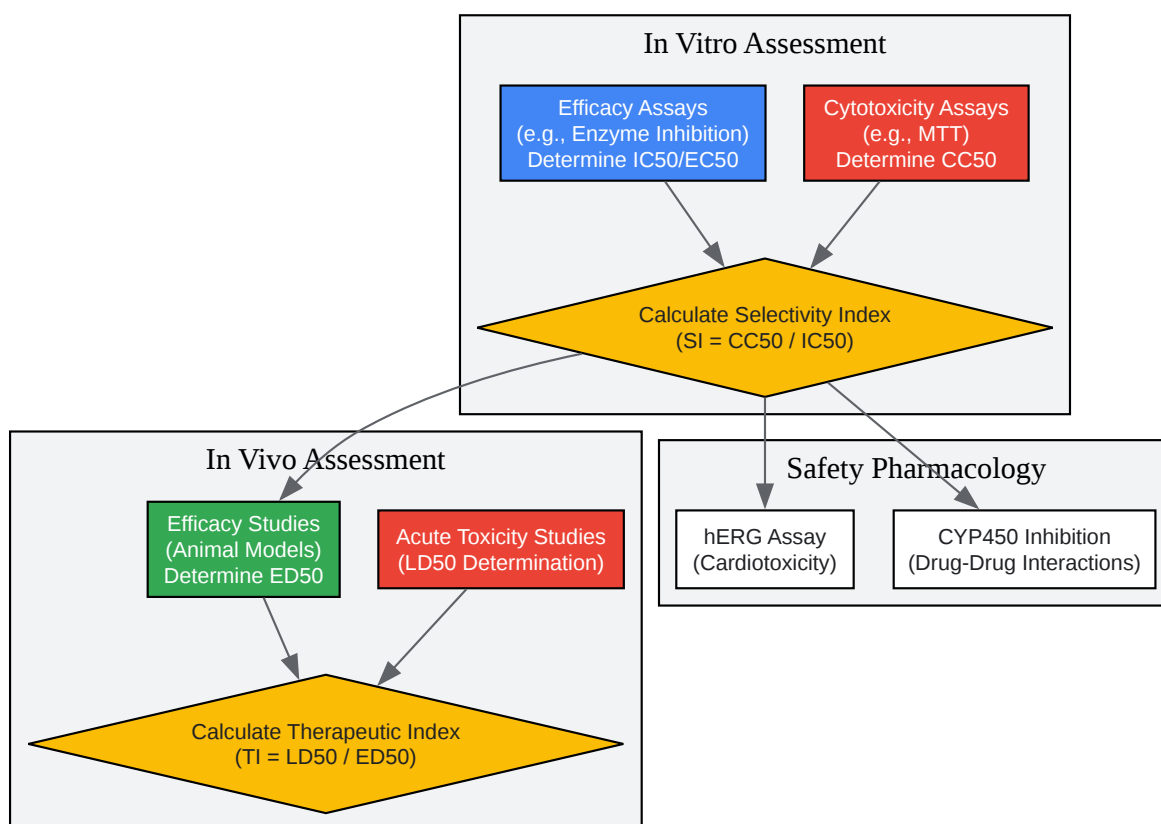 In Vitro Assessment
Efficacy Assays
(e.g., Enzyme Inhibition)
Determine IC50/EC50
Cytotoxicity Assays
(e.g., MTT)
Determine CC50
Calculate Selectivity Index
(SI = CC50 / IC50)
In Vivo Assessment
Efficacy Studies
(Animal Models)
Determine ED50
Acute Toxicity Studies
(LD50 Determination)
Calculate Therapeutic Index
(TI = LD50 / ED50)
Safety Pharmacology
hERG Assay
(Cardiotoxicity)
CYP450 Inhibition
(Drug-Drug Interactions)